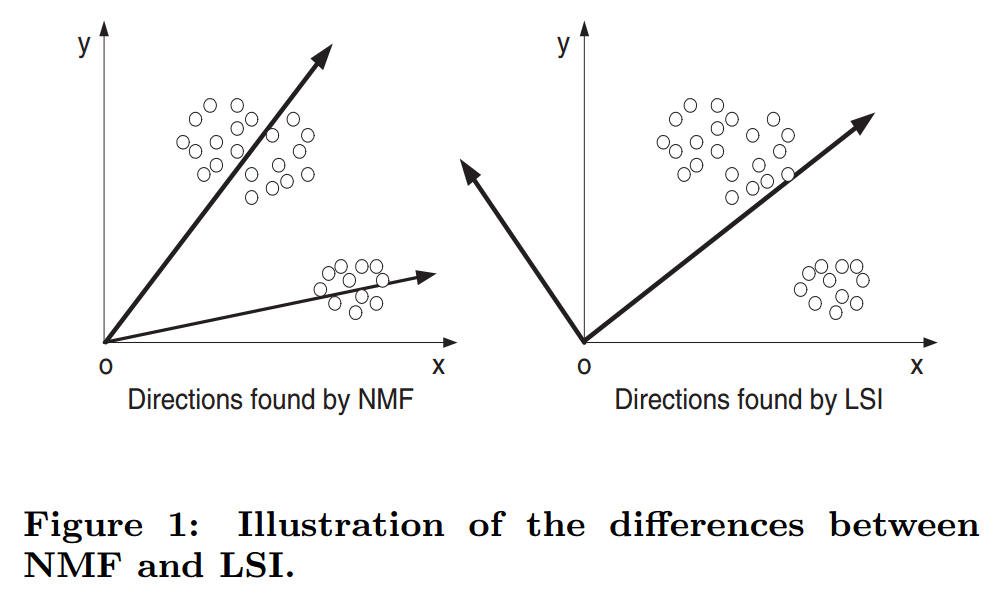 y
o
x
Directions found by NMF
y
o
x
Directions found by LSI
Figure 1: Illustration of the differences between
NMF and LSI.